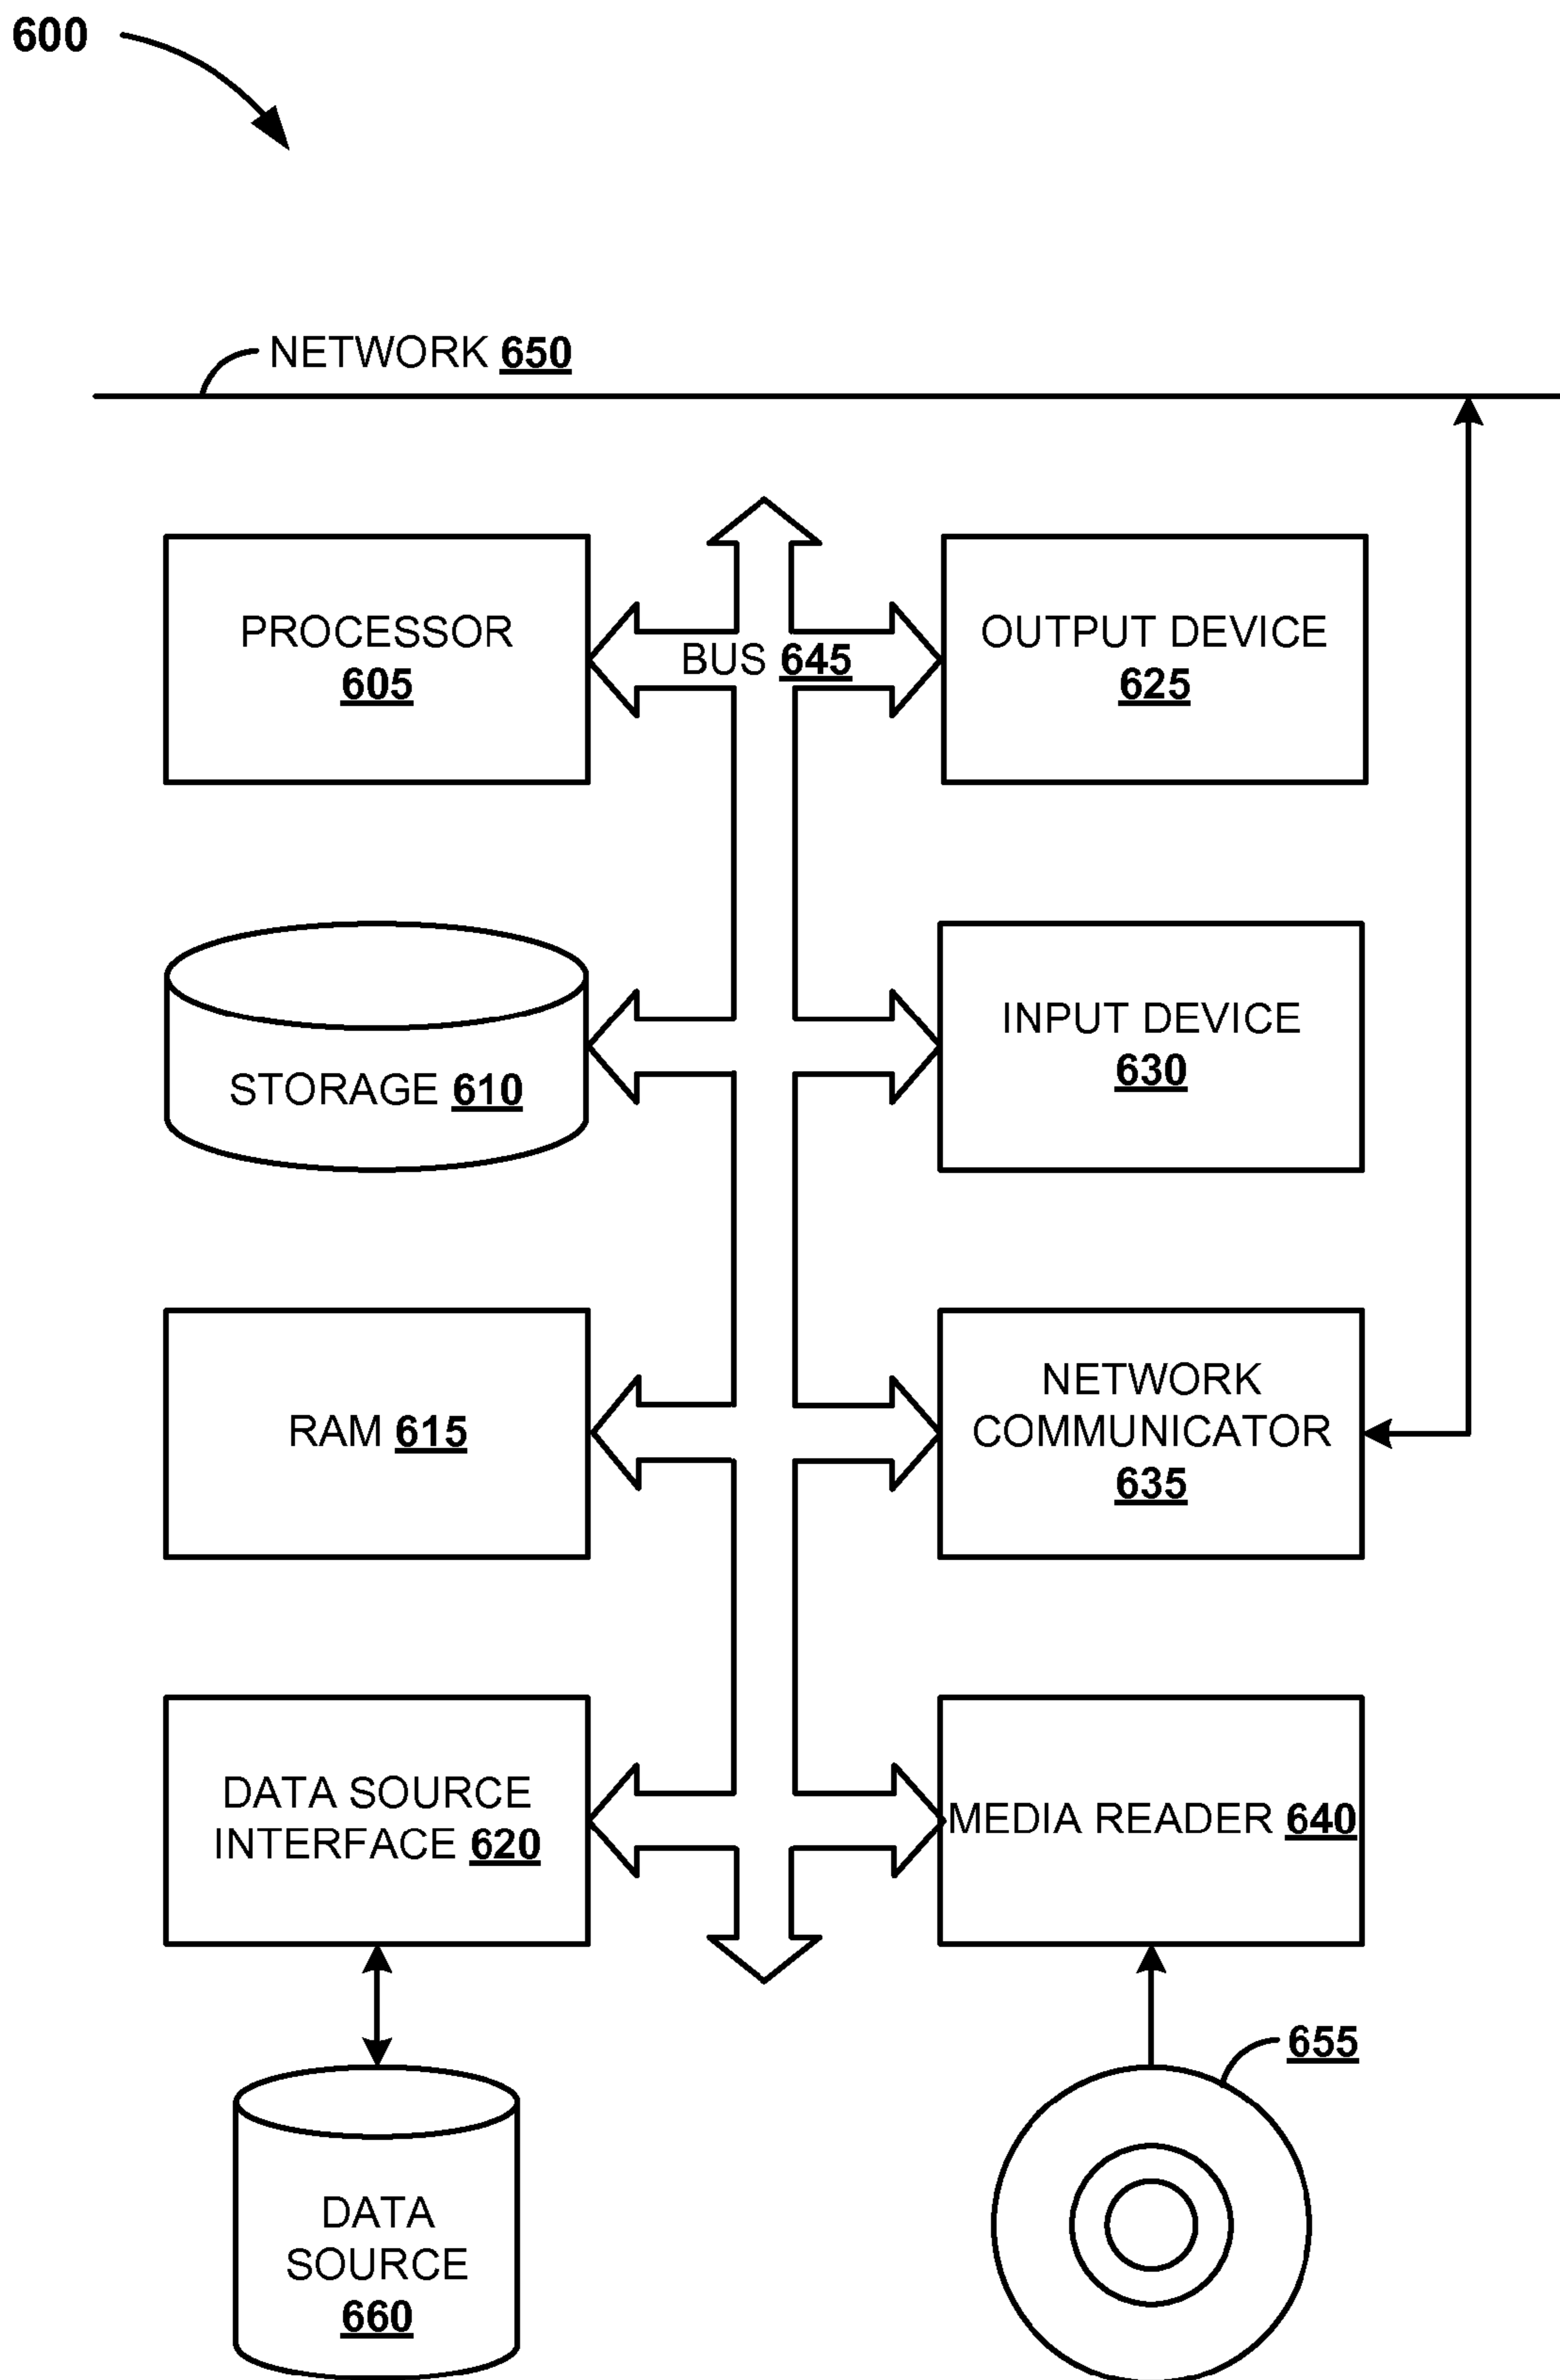 600
NETWORK 650
PROCESSOR
605
BUS 645
OUTPUT DEVICE
625
STORAGE 610
INPUT DEVICE
630
RAM 615
NETWORK
COMMUNICATOR
635
DATA SOURCE
INTERFACE 620
MEDIA READER 640
655
DATA
SOURCE
660